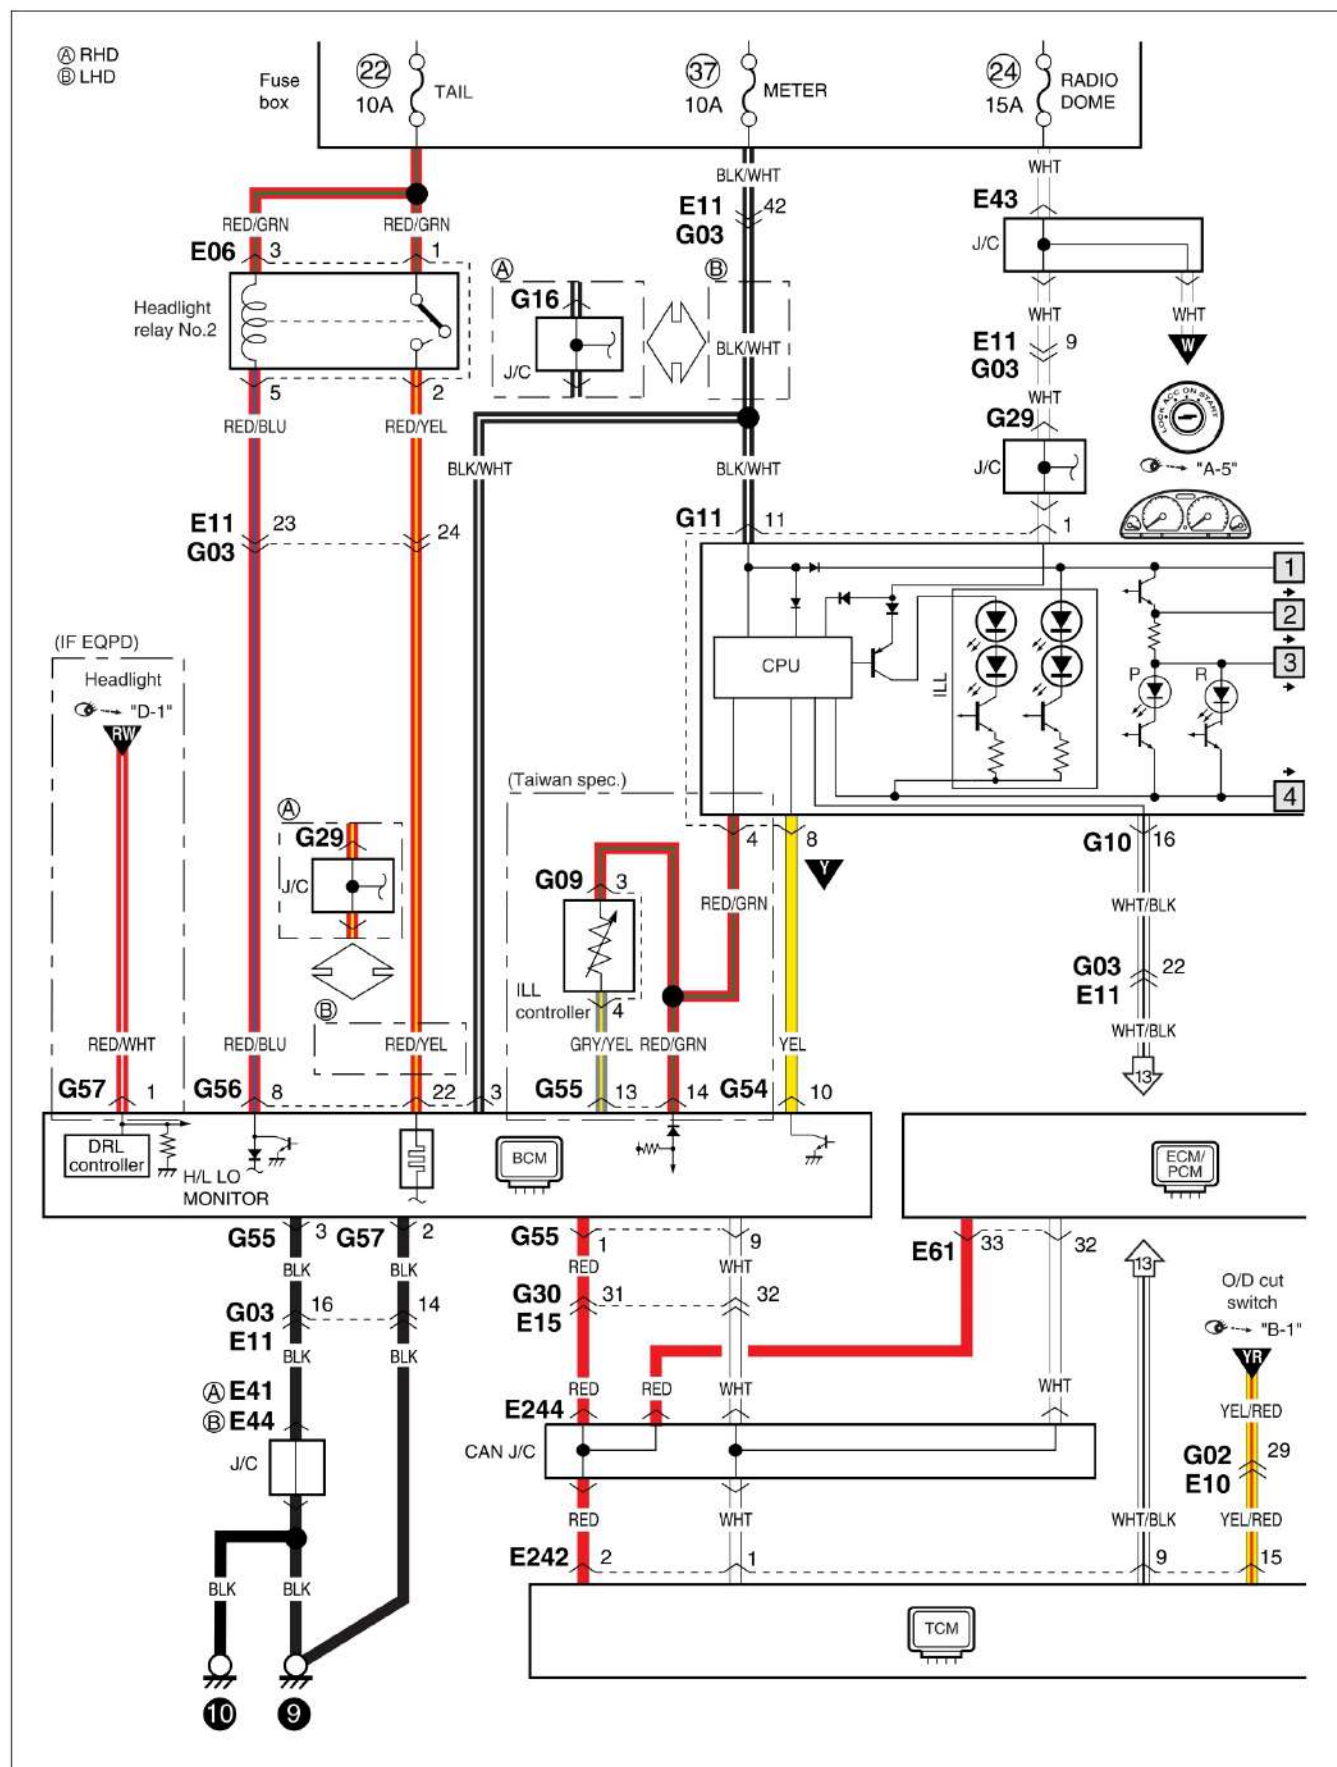 Ⓐ RHD
Ⓑ LHD
Fuse
box
22
10A
TAIL
37
10A
METER
24
15A
RADIO
DOME
BLK/WHT
WHT
E11
42
G03
E43
J/C
RED/GRN
RED/GRN
E06
3
1
Headlight
relay No.2
Ⓐ
G16
J/C
Ⓑ
BLK/WHT
WHT
WHT
E11
9
G03
W
WHT
G29
J/C
LOCK ACC ON START
"A-5"
5
2
RED/BLU
RED/YEL
BLK/WHT
BLK/WHT
E11
23
G03
24
G11
11
1
1
2
3
4
CPU
ILL
P
R
(IF EQPD)
Headlight
"D-1"
RW
(Taiwan spec.)
Ⓐ
G29
J/C
Ⓑ
G09
3
ILL
controller
4
4
8
Y
RED/GRN
G10
16
WHT/BLK
G03
22
E11
WHT/BLK
13
RED/WHT
RED/BLU
RED/YEL
GRY/YEL
RED/GRN
YEL
G57
1
G56
8
22
3
G55
13
14
G54
10
DRL
controller
H/L LO
MONITOR
BCM
ECM/
PCM
G55
3
G57
2
G55
1
9
E61
33
32
13
BLK
BLK
RED
WHT
O/D cut
switch
"B-1"
YR
G03
16
E11
14
G30
31
E15
32
BLK
BLK
RED
RED
WHT
WHT
YEL/RED
Ⓐ E41
Ⓑ E44
J/C
E244
CAN J/C
G02
29
E10
RED
WHT
WHT/BLK
YEL/RED
E242
2
1
9
15
BLK
BLK
TCM
10
9